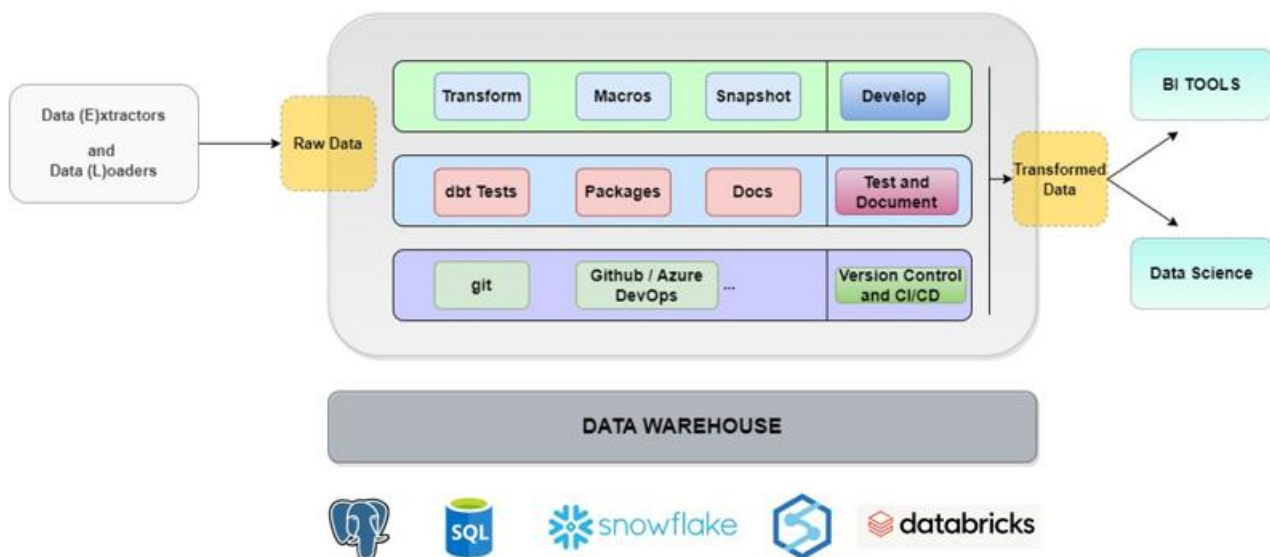 Data (E)xtractors
and
Data (L)oaders
Raw Data
Transform
Macros
Snapshot
Develop
dbt Tests
Packages
Docs
Test and
Document
git
Github / Azure
DevOps
...
Version Control
and CI/CD
Transformed
Data
BI TOOLS
Data Science
DATA WAREHOUSE
SQL
snowflake
databricks